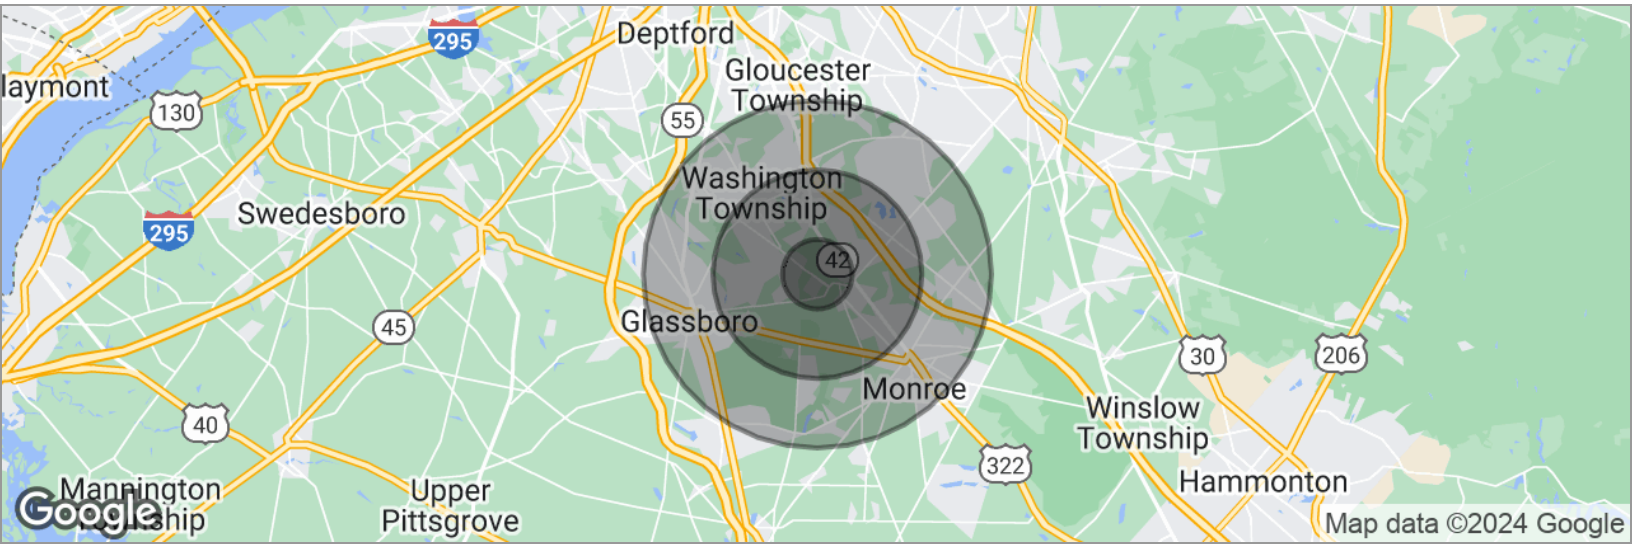 Deptford
295
laymont
Gloucester
Township
130
55
Washington
Township
Swedesboro
295
42
Glassboro
45
30
206
Monroe
Winslow
Township
40
322
Mannington
Township
Upper
Pittsgrove
Hammonton
Google
Map data ©2024 Google